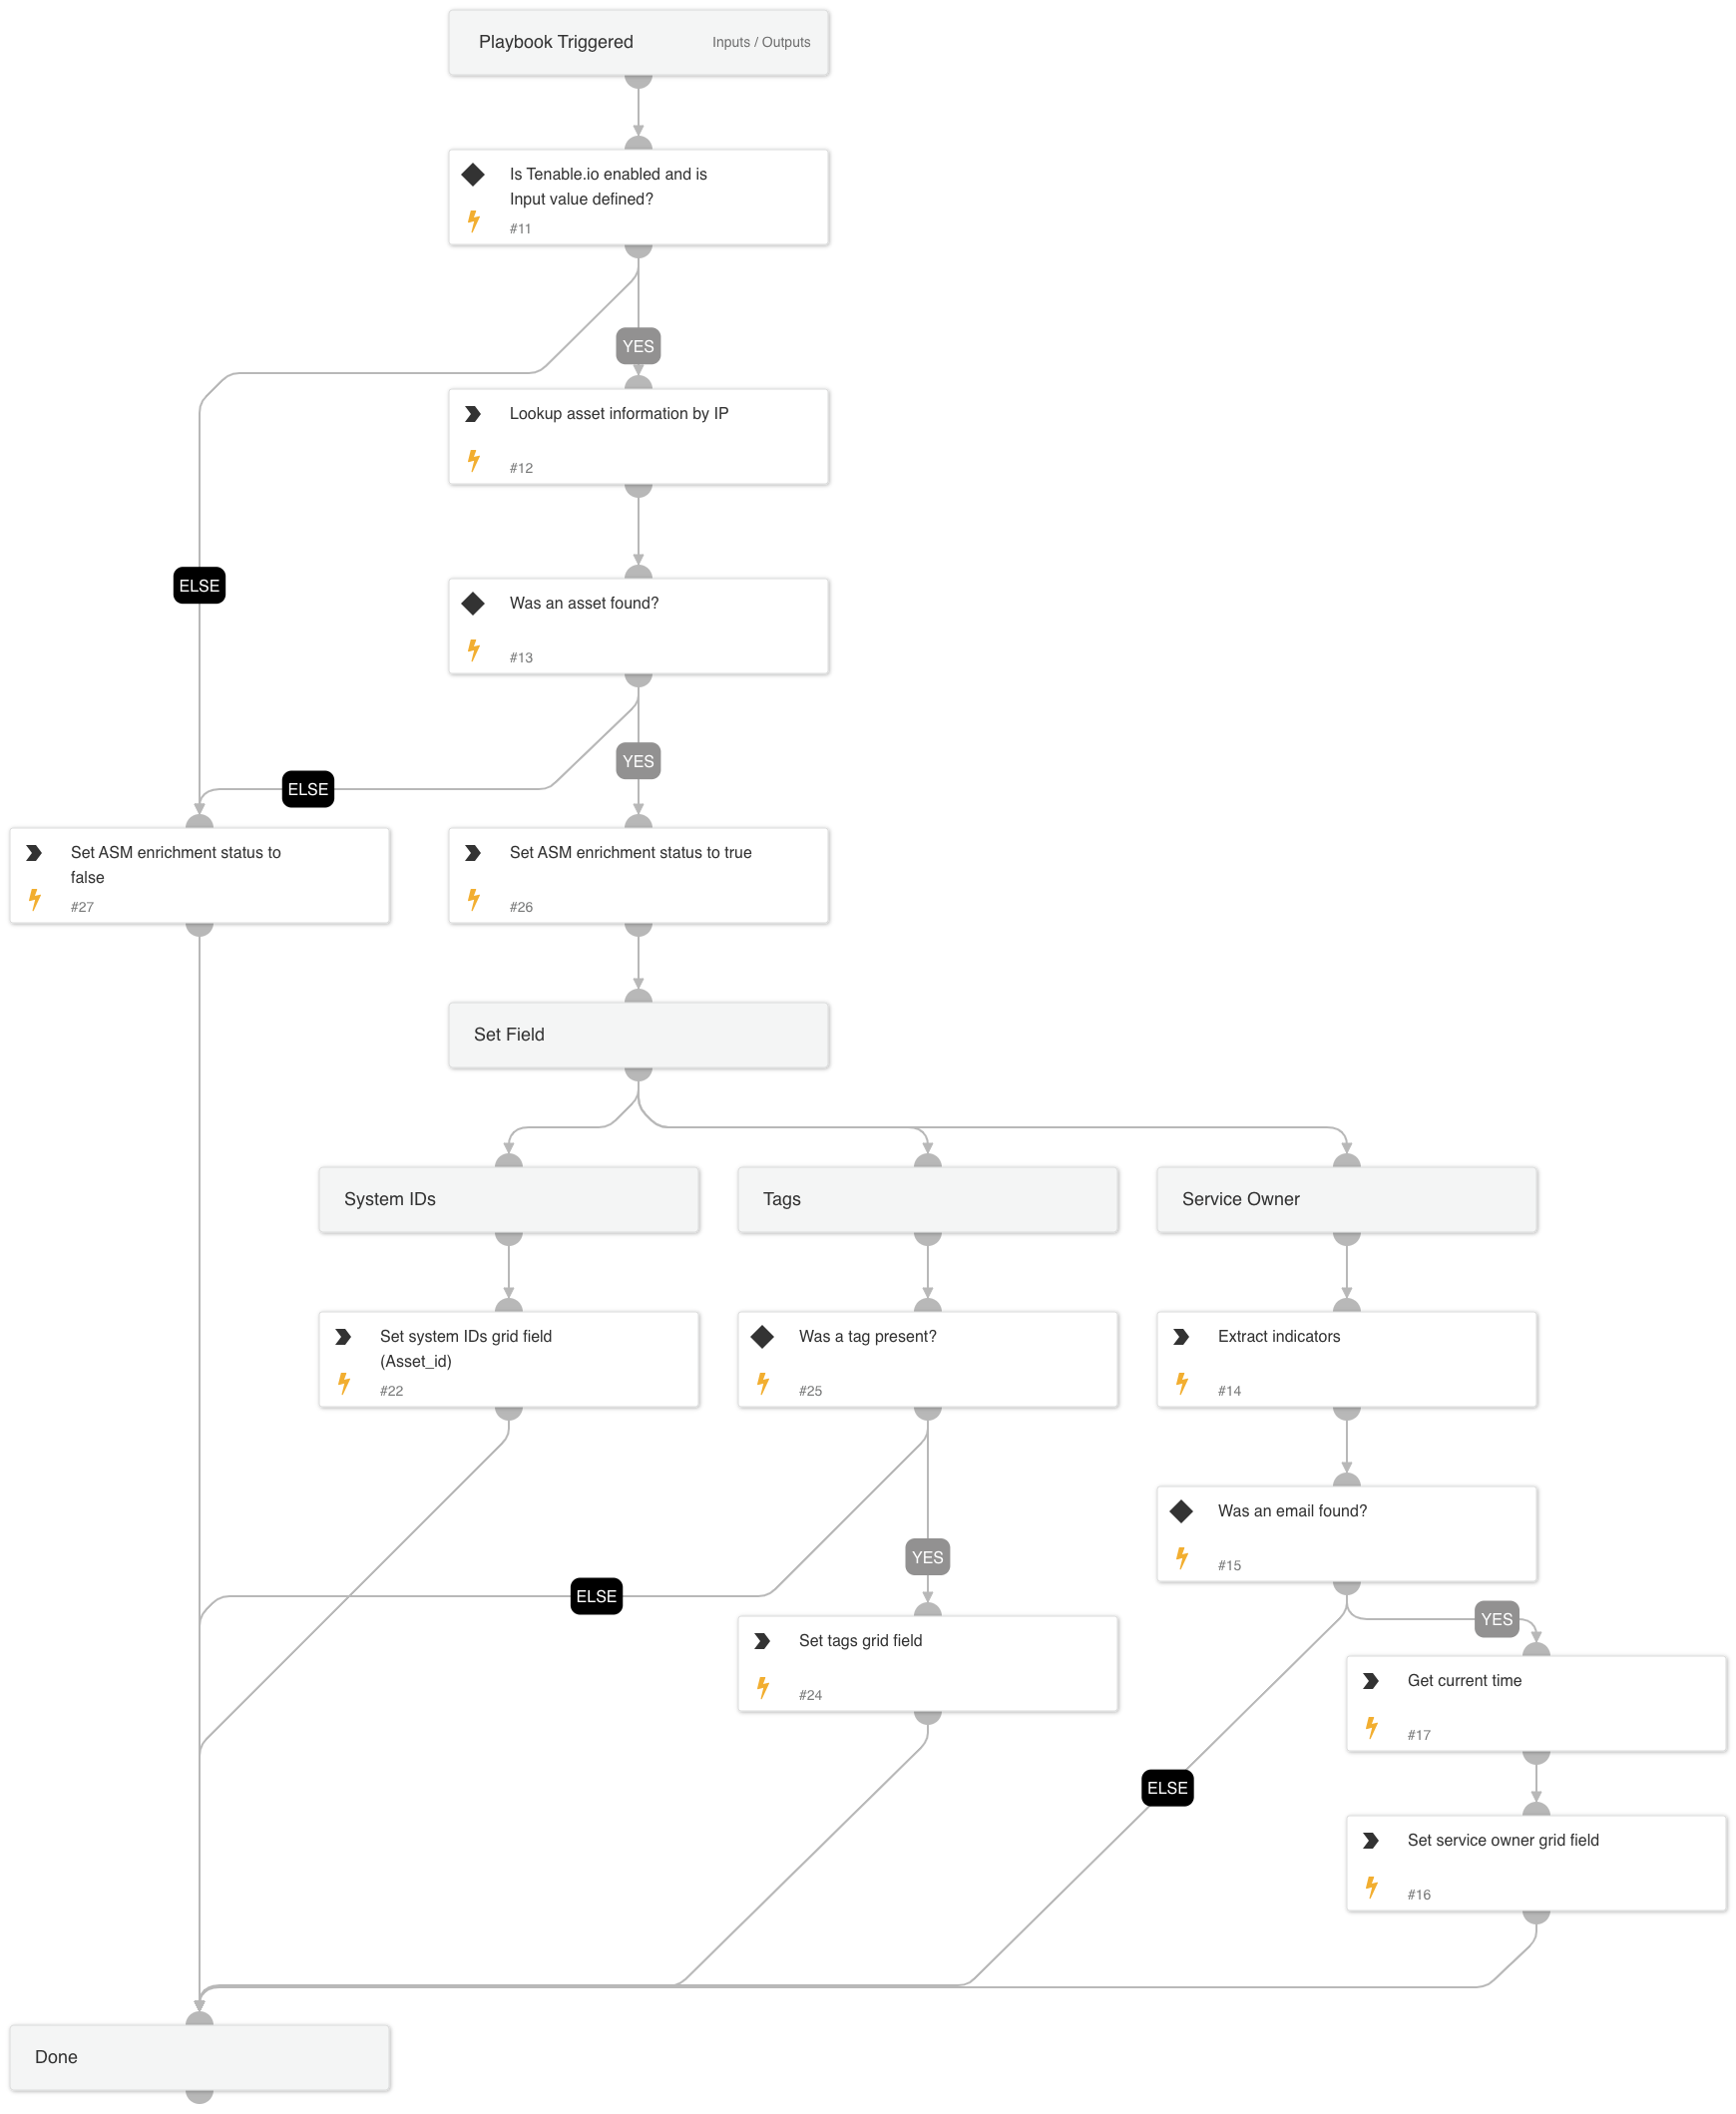 Playbook Triggered
Inputs / Outputs
Is Tenable.io enabled and is
Input value defined?
#11
YES
Lookup asset information by IP
#12
ELSE
Was an asset found?
#13
YES
ELSE
Set ASM enrichment status to
false
#27
Set ASM enrichment status to true
#26
Set Field
System IDs
Tags
Service Owner
Set system IDs grid field
(Asset_id)
#22
Was a tag present?
#25
Extract indicators
#14
Was an email found?
#15
YES
ELSE
YES
Set tags grid field
#24
Get current time
#17
ELSE
Set service owner grid field
#16
Done